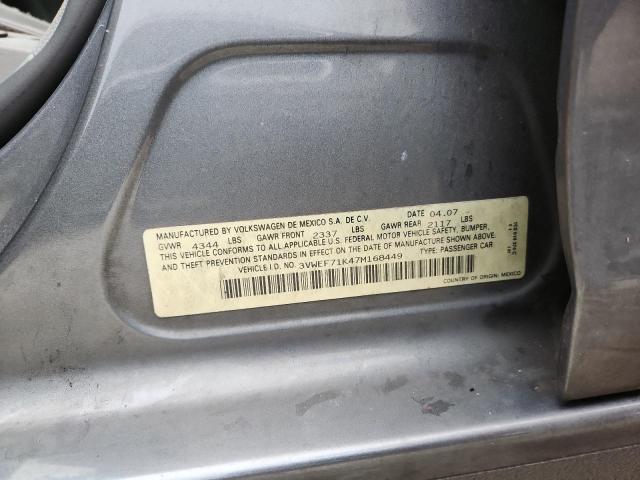 MANUFACTURED BY VOLKSWAGEN DE MEXICO S.A. DE C.V. DATE 04.07
GVWR 4344 LBS GAWR FRONT 2337 LBS GAWR REAR 2117 LBS
THIS VEHICLE CONFORMS TO ALL APPLICABLE U.S. FEDERAL MOTOR VEHICLE SAFETY, BUMPER,
AND THEFT PREVENTION STANDARDS IN EFFECT ON THE DATE OF MANUFACTURE SHOWN ABOVE.
VEHICLE I.D. NO. 3VWEF71K47M168449 TYPE: PASSENGER CAR
COUNTRY OF ORIGIN: MEXICO